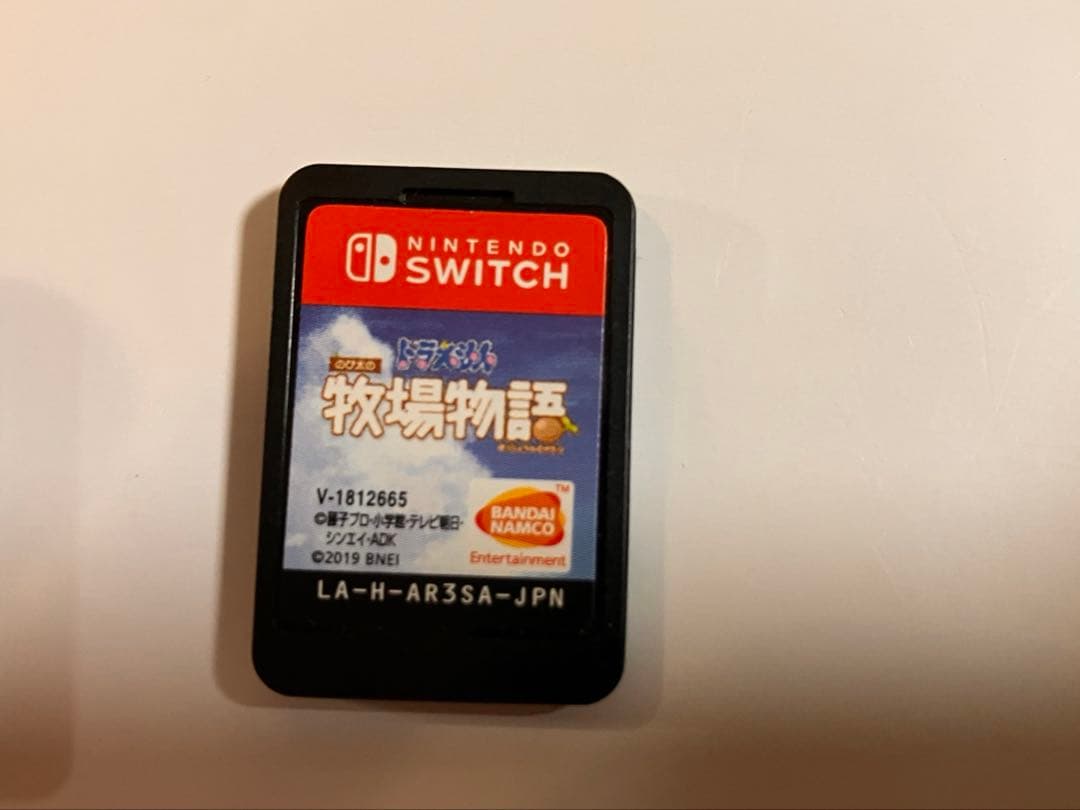 NINTENDO
SWITCH
ドラえもん
のび太の
牧場物語
V-1812665
©藤子プロ・小学館・テレビ朝日・
シンエイ・ADK
©2019 BNEI
TM
BANDAI
NAMCO
Entertainment
LA-H-AR3SA-JPN